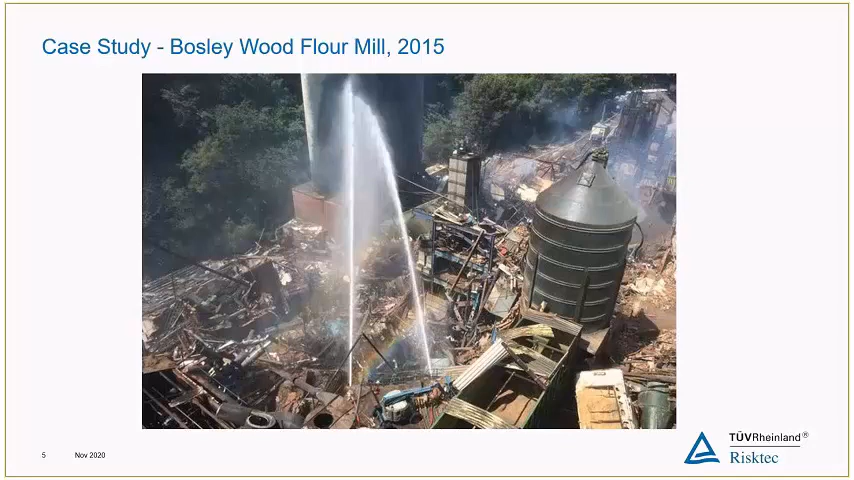 Case Study - Bosley Wood Flour Mill, 2015
5 Nov 2020
TÜVRheinland®
Risktec